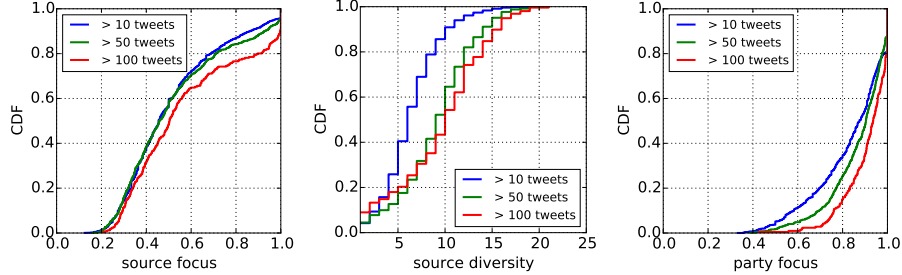 1.0
0.8
0.6
0.4
0.2
0.0
CDF
> 10 tweets
> 50 tweets
> 100 tweets
0.0 0.2 0.4 0.6 0.8 1.0
source focus
1.0
0.8
0.6
0.4
0.2
0.0
CDF
> 10 tweets
> 50 tweets
> 100 tweets
5 10 15 20 25
source diversity
1.0
0.8
0.6
0.4
0.2
0.0
CDF
> 10 tweets
> 50 tweets
> 100 tweets
0.0 0.2 0.4 0.6 0.8 1.0
party focus